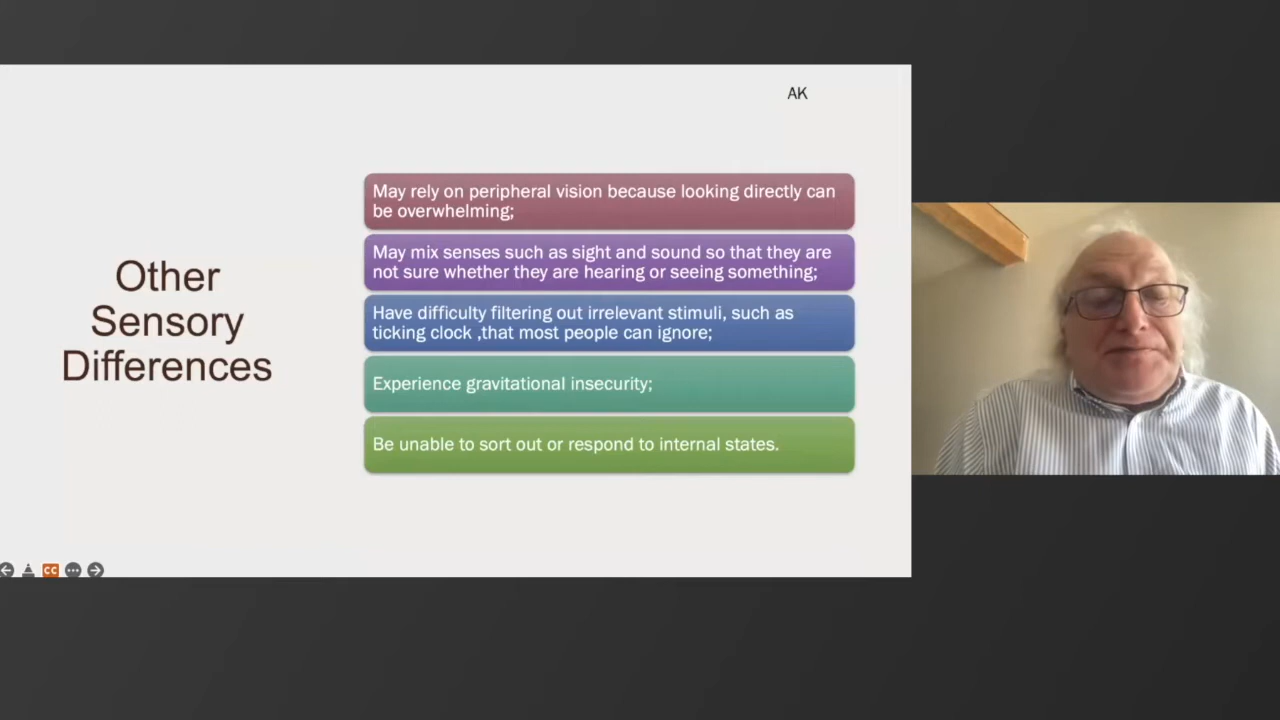 AK
Other
Sensory
Differences
May rely on peripheral vision because looking directly can
be overwhelming;
May mix senses such as sight and sound so that they are
not sure whether they are hearing or seeing something;
Have difficulty filtering out irrelevant stimuli, such as
ticking clock ,that most people can ignore;
Experience gravitational insecurity;
Be unable to sort out or respond to internal states.
CC